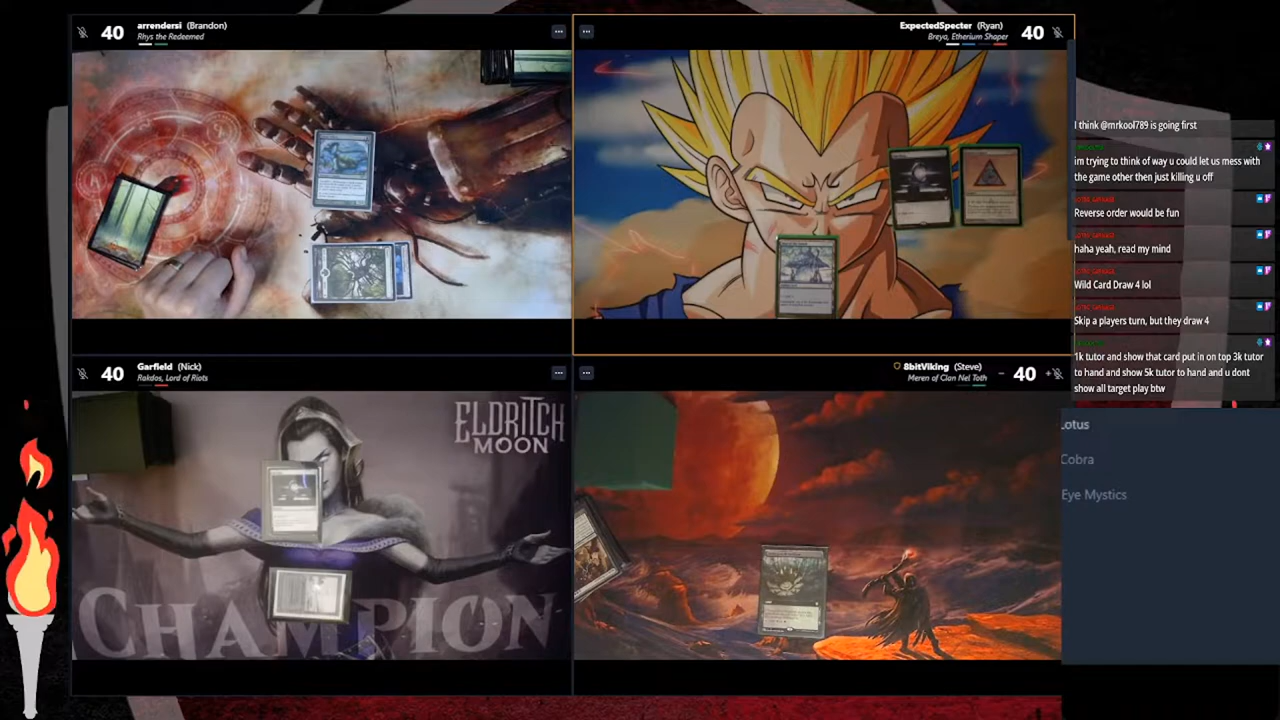 40
arrendersi (Brandon)
Rhys the Redeemed
ExpectedSpecter (Ryan)
Breya, Etherium Shaper
40
I think @mrkool789 is going first
im trying to think of way u could let us mess with
the game other then just killing u off
Reverse order would be fun
haha yeah, read my mind
Wild Card Draw 4 lol
Skip a players turn, but they draw 4
1k tutor and show that card put in on top 3k tutor
to hand and show 5k tutor to hand and u dont
show all target play btw
40
Garfield (Nick)
Rakdos, Lord of Riots
8bitViking (Steve)
Meren of Clan Nel Toth
− 40 +
ELDRITCH
MOON
CHAMPION
Lotus
Cobra
Eye Mystics